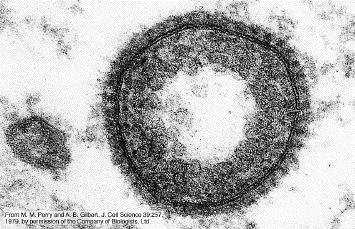 From M. M. Perry and A. B. Gilbert, J. Cell Science 39:257,
1979, by permission of the Company of Biologists, Ltd.